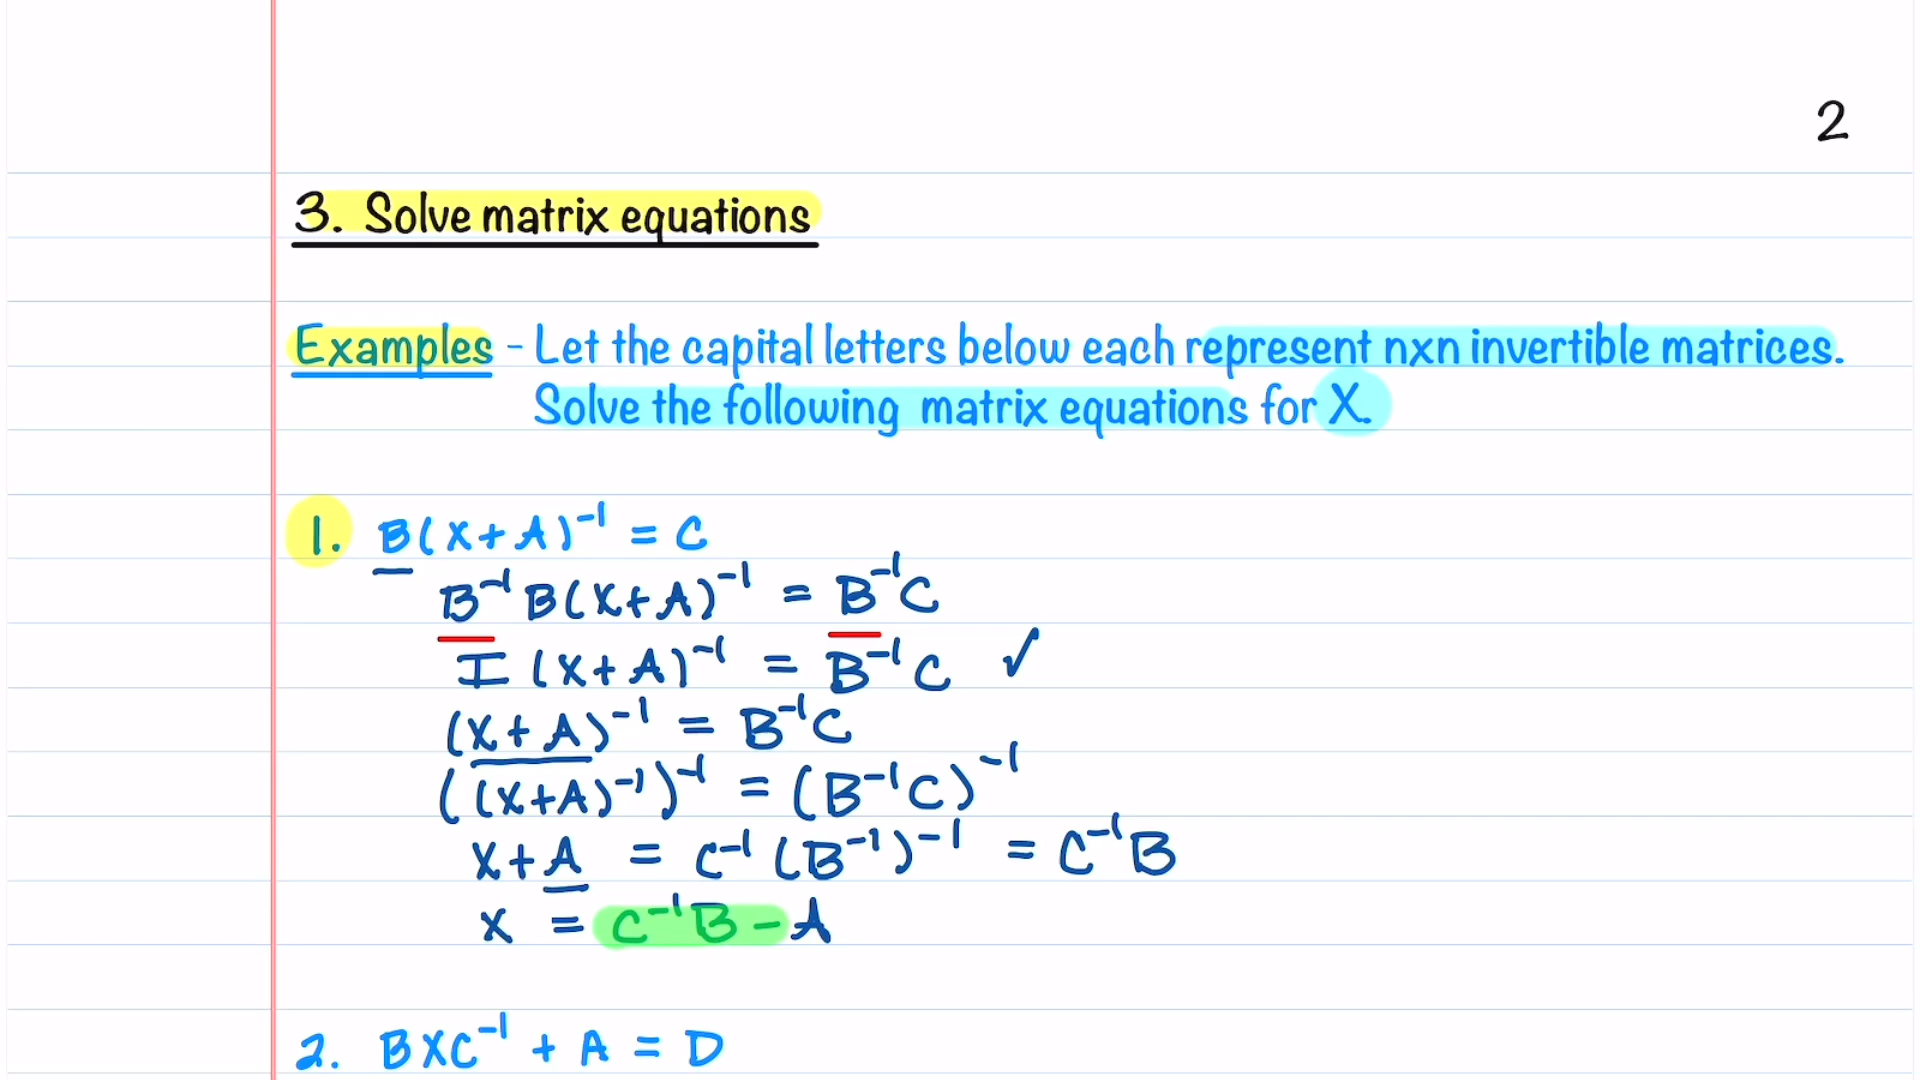 2
3. Solve matrix equations
Examples - Let the capital letters below each represent nxn invertible matrices.
Solve the following matrix equations for X.
1. B(X+A)⁻¹ = C
B⁻¹B(X+A)⁻¹ = B⁻¹C
I(X+A)⁻¹ = B⁻¹C ✓
(X+A)⁻¹ = B⁻¹C
((X+A)⁻¹)⁻¹ = (B⁻¹C)⁻¹
X+A = C⁻¹(B⁻¹)⁻¹ = C⁻¹B
X = C⁻¹B - A
2. BXC⁻¹ + A = D